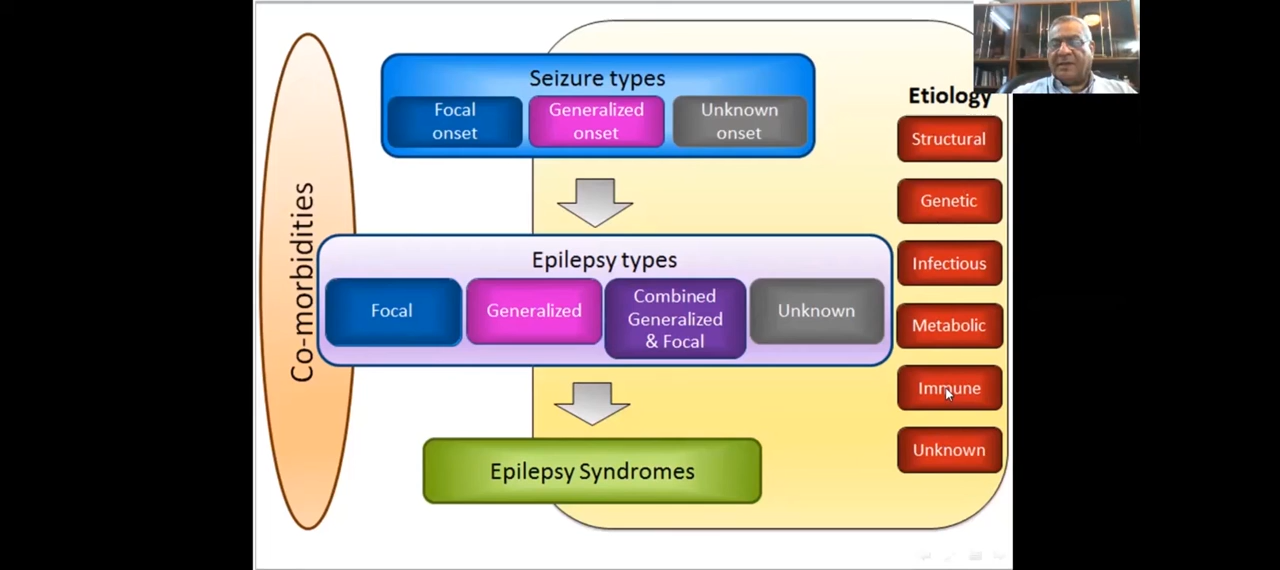 Co-morbidities
Seizure types
Focal
onset
Generalized
onset
Unknown
onset
Epilepsy types
Focal
Generalized
Combined
Generalized
& Focal
Unknown
Epilepsy Syndromes
Etiology
Structural
Genetic
Infectious
Metabolic
Immune
Unknown